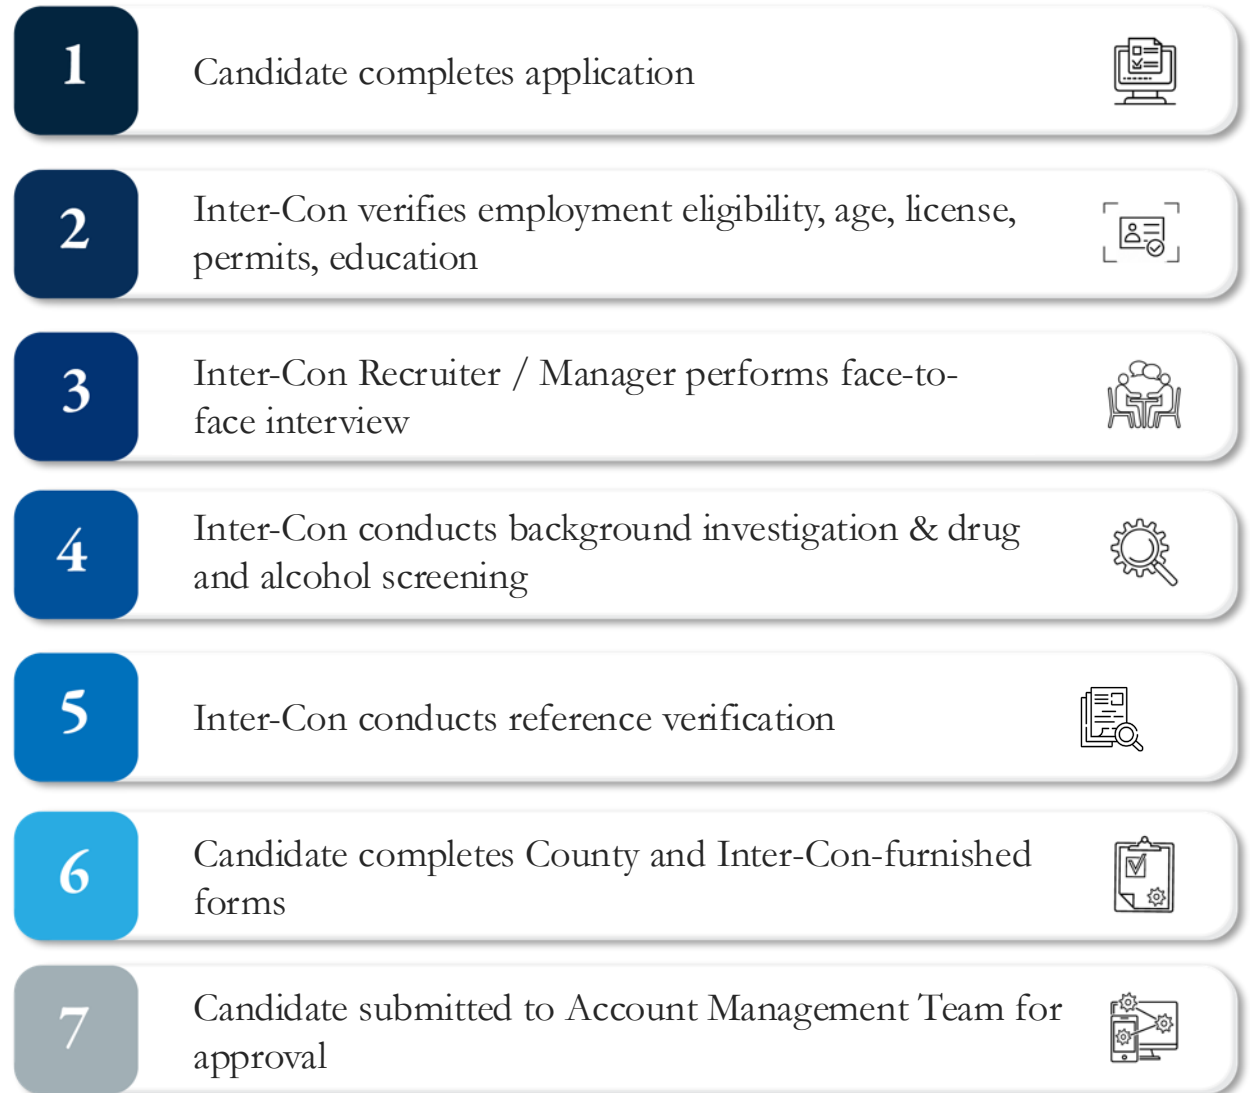 1
Candidate completes application
2
Inter-Con verifies employment eligibility, age, license,
permits, education
3
Inter-Con Recruiter / Manager performs face-to-
face interview
4
Inter-Con conducts background investigation & drug
and alcohol screening
5
Inter-Con conducts reference verification
6
Candidate completes County and Inter-Con-furnished
forms
7
Candidate submitted to Account Management Team for
approval